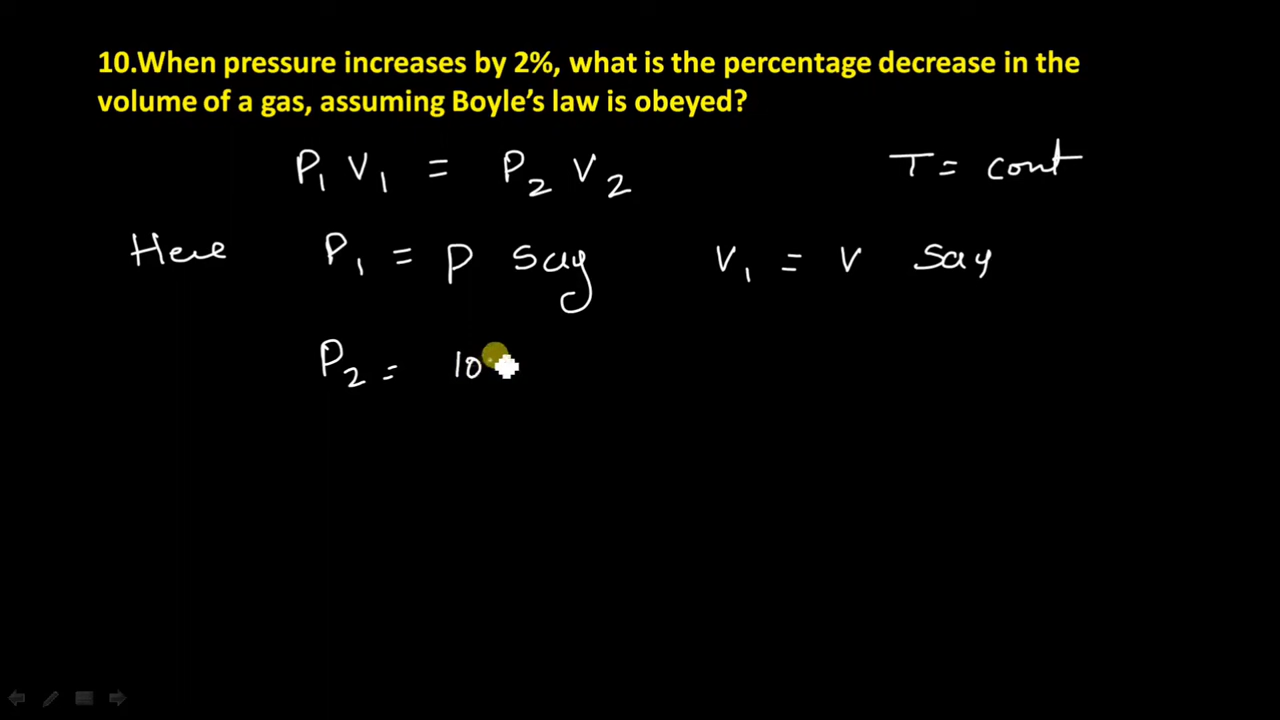 10.When pressure increases by 2%, what is the percentage decrease in the
volume of a gas, assuming Boyle’s law is obeyed?
P₁ V₁ = P₂ V₂ T = cont
Here P₁ = P say V₁ = V say
P₂ = 10